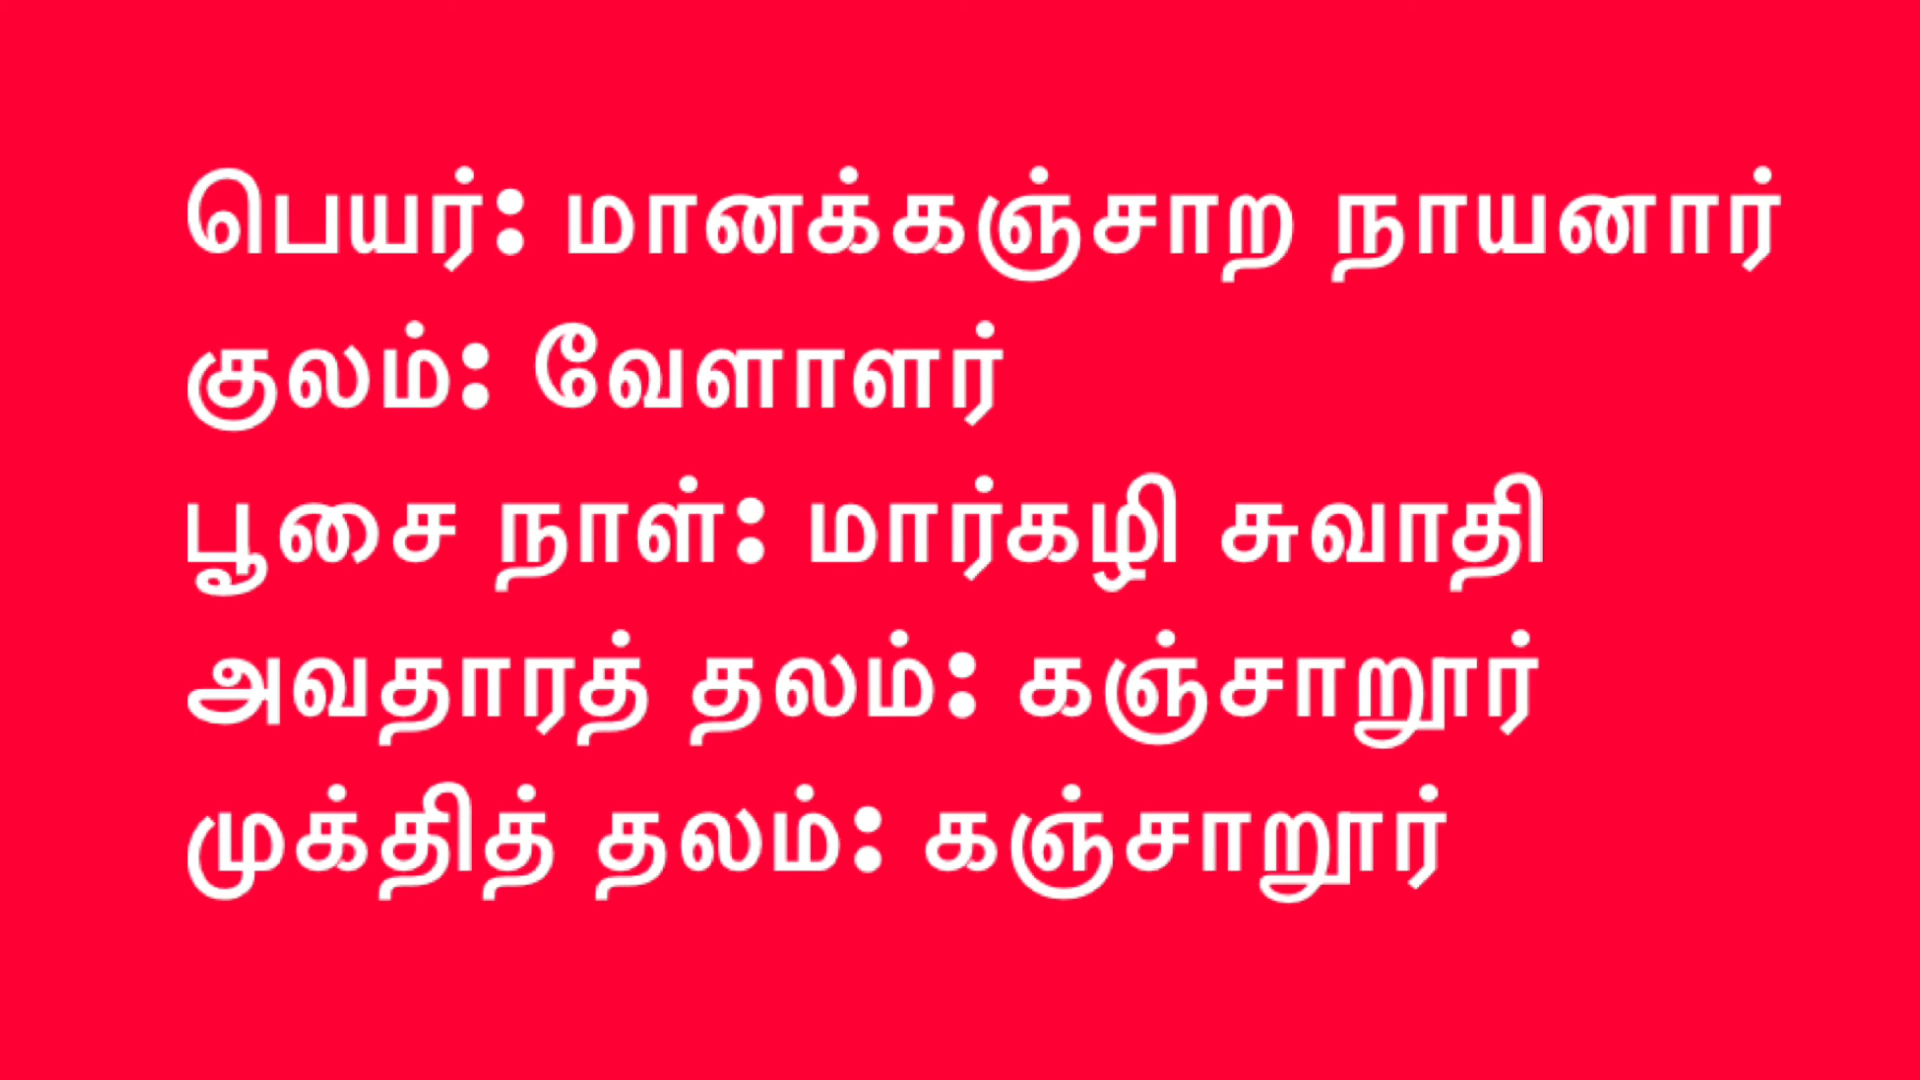 பெயர்: மானக்கஞ்சாற நாயனார்
குலம்: வேளாளர்
பூசை நாள்: மார்கழி சுவாதி
அவதாரத் தலம்: கஞ்சாறூர்
முக்தித் தலம்: கஞ்சாறூர்